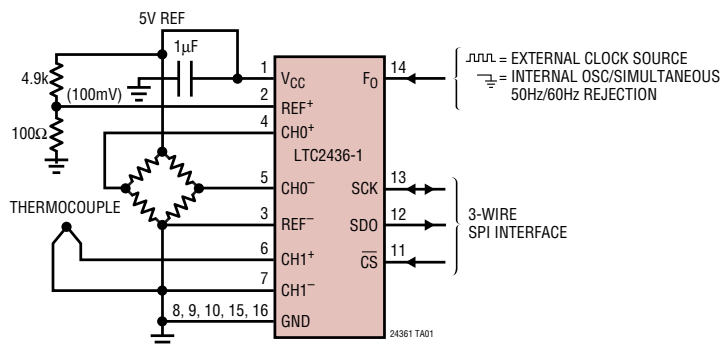 5V REF
1µF
4.9k
(100mV)
100Ω
THERMOCOUPLE
1
2
4
5
3
6
7
8, 9, 10, 15, 16
VCC
REF+
CH0+
LTC2436-1
CH0–
REF–
CH1+
CH1–
GND
FO
SCK
SDO
CS
14
13
12
11
= EXTERNAL CLOCK SOURCE
= INTERNAL OSC/SIMULTANEOUS
50Hz/60Hz REJECTION
3-WIRE
SPI INTERFACE
24361 TA01